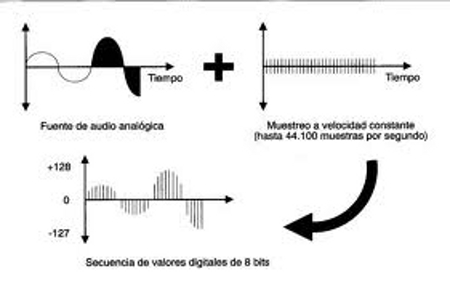 Tiempo
Tiempo
Fuente de audio analógica
Muestreo a velocidad constante
(hasta 44.100 muestras por segundo)
+128
0
-127
Secuencia de valores digitales de 8 bits